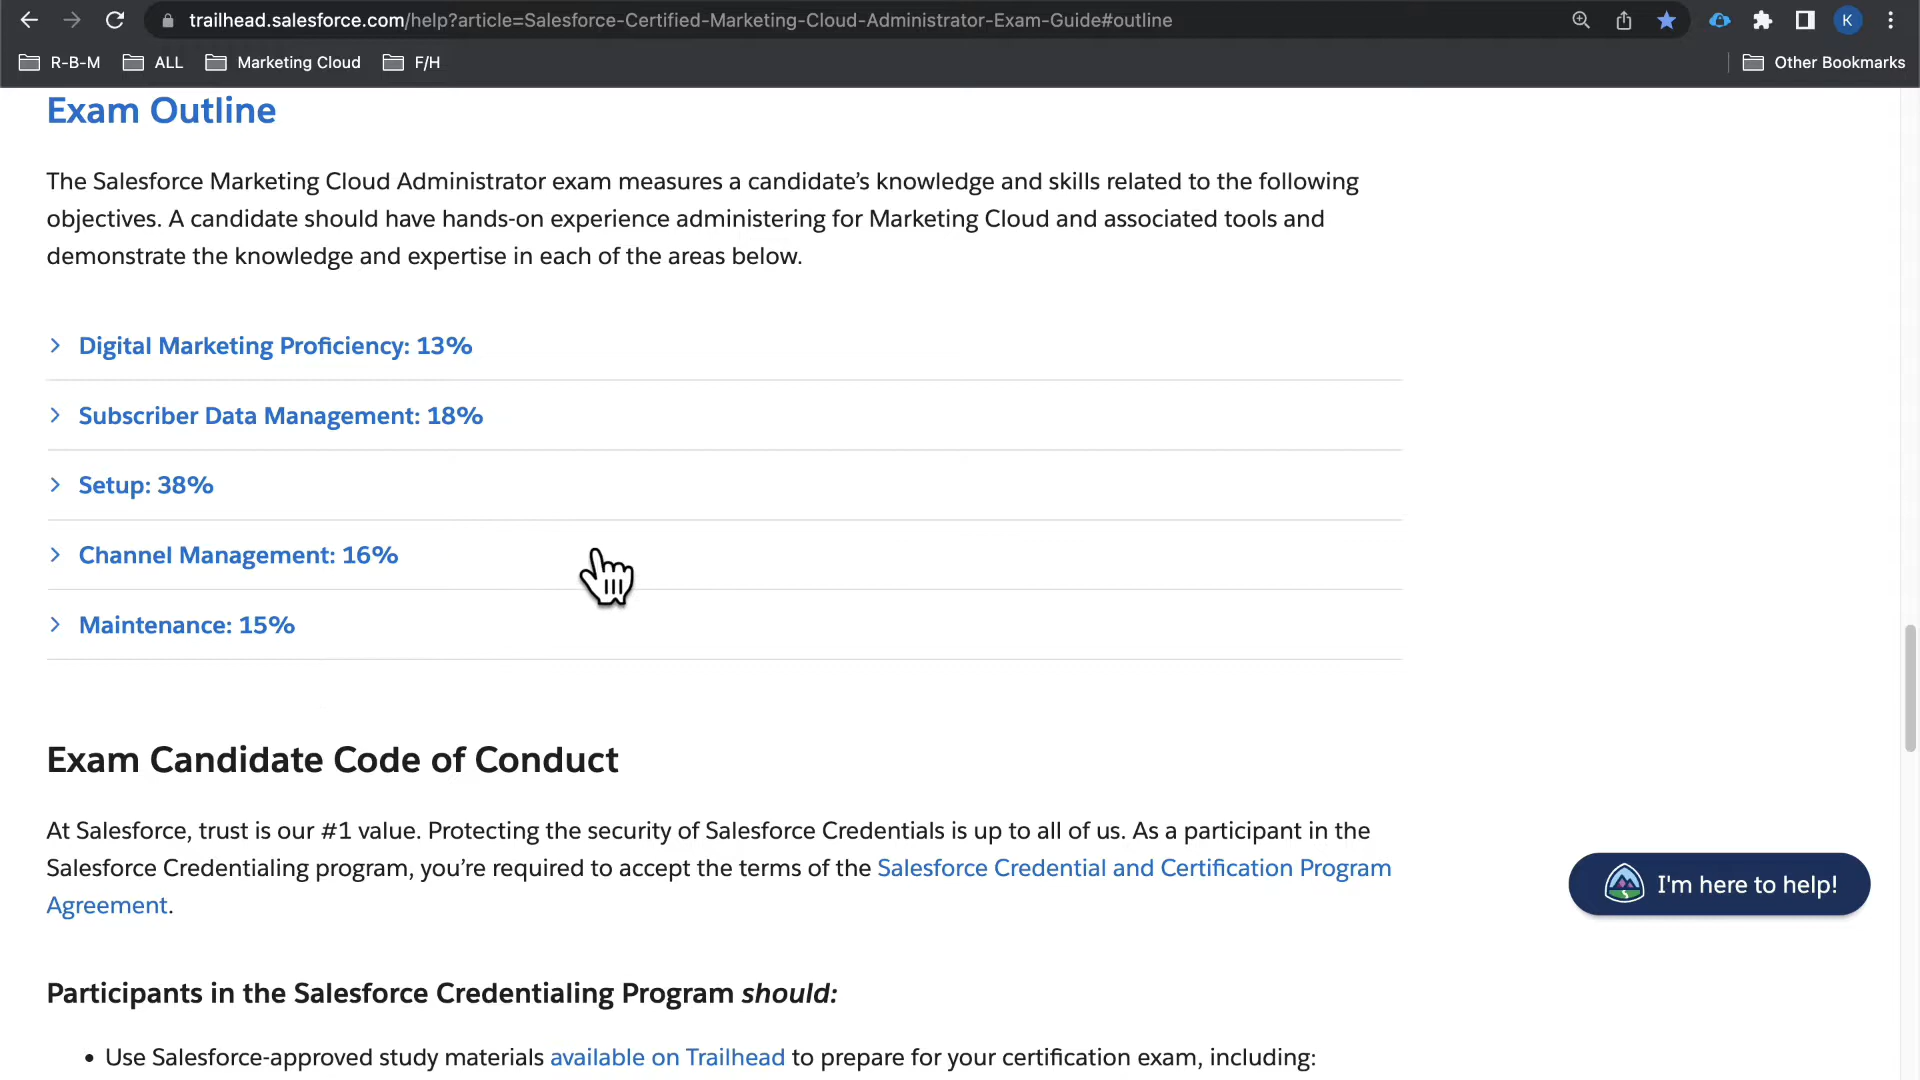 trailhead.salesforce.com/help?article=Salesforce-Certified-Marketing-Cloud-Administrator-Exam-Guide#outline
K
R-B-M ALL Marketing Cloud F/H Other Bookmarks
Exam Outline
The Salesforce Marketing Cloud Administrator exam measures a candidate’s knowledge and skills related to the following
objectives. A candidate should have hands-on experience administering for Marketing Cloud and associated tools and
demonstrate the knowledge and expertise in each of the areas below.
Digital Marketing Proficiency: 13%
Subscriber Data Management: 18%
Setup: 38%
Channel Management: 16%
Maintenance: 15%
Exam Candidate Code of Conduct
At Salesforce, trust is our #1 value. Protecting the security of Salesforce Credentials is up to all of us. As a participant in the
Salesforce Credentialing program, you’re required to accept the terms of the Salesforce Credential and Certification Program
Agreement.
I'm here to help!
Participants in the Salesforce Credentialing Program should:
• Use Salesforce-approved study materials available on Trailhead to prepare for your certification exam, including: